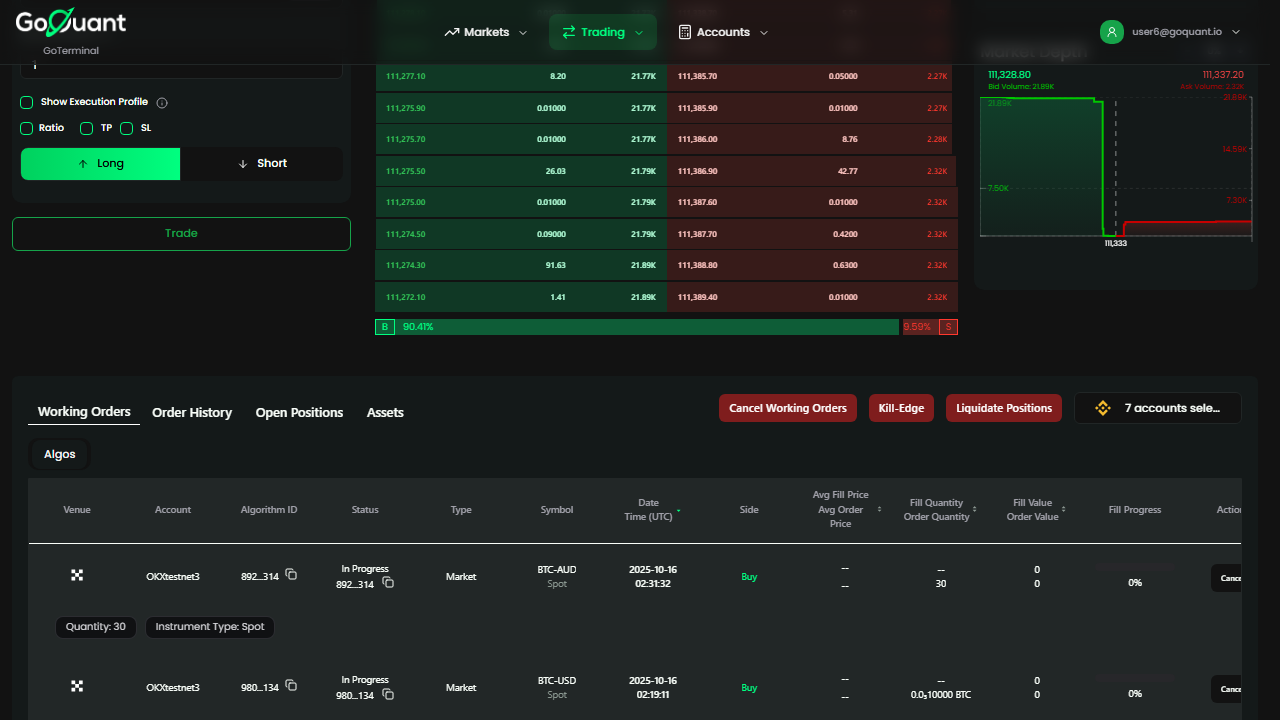 GoQuant
GoTerminal
Markets
Trading
Accounts
user6@goquant.io
Show Execution Profile
Ratio
TP
SL
Long
Short
Trade
111,277.10 8.20 21.77K 111,385.70 0.05000 2.27K
111,275.90 0.01000 21.77K 111,385.90 0.01000 2.27K
111,275.70 0.01000 21.77K 111,386.00 8.76 2.28K
111,275.50 26.03 21.79K 111,386.90 42.77 2.32K
111,275.00 0.01000 21.79K 111,387.60 0.01000 2.32K
111,274.50 0.09000 21.79K 111,387.70 0.4200 2.32K
111,274.30 91.63 21.79K 111,388.80 0.6300 2.32K
111,272.10 1.41 21.89K 111,389.40 0.01000 2.32K
B 90.41% 9.59% S
Market Depth
111,328.80 111,337.20
Bid Volume: 21.89K Ask Volume: 2.32K
21.89K
14.59K
7.50K
7.30K
111,333
Working Orders
Order History
Open Positions
Assets
Cancel Working Orders
Kill-Edge
Liquidate Positions
7 accounts sele...
Algos
Venue
Account
Algorithm ID
Status
Type
Symbol
Date
Time (UTC)
Side
Avg Fill Price
Avg Order
Price
Fill Quantity
Order Quantity
Fill Value
Order Value
Fill Progress
OKXtestnet3
892...314
In Progress
892...314
Market
BTC-AUD
Spot
2025-10-16
02:31:32
Buy
--
--
--
30
0
0
0%
Quantity: 30
Instrument Type: Spot
OKXtestnet3
980...134
In Progress
980...134
Market
BTC-USD
Spot
2025-10-16
02:19:11
Buy
--
--
--
0.0₅10000 BTC
0
0
0%